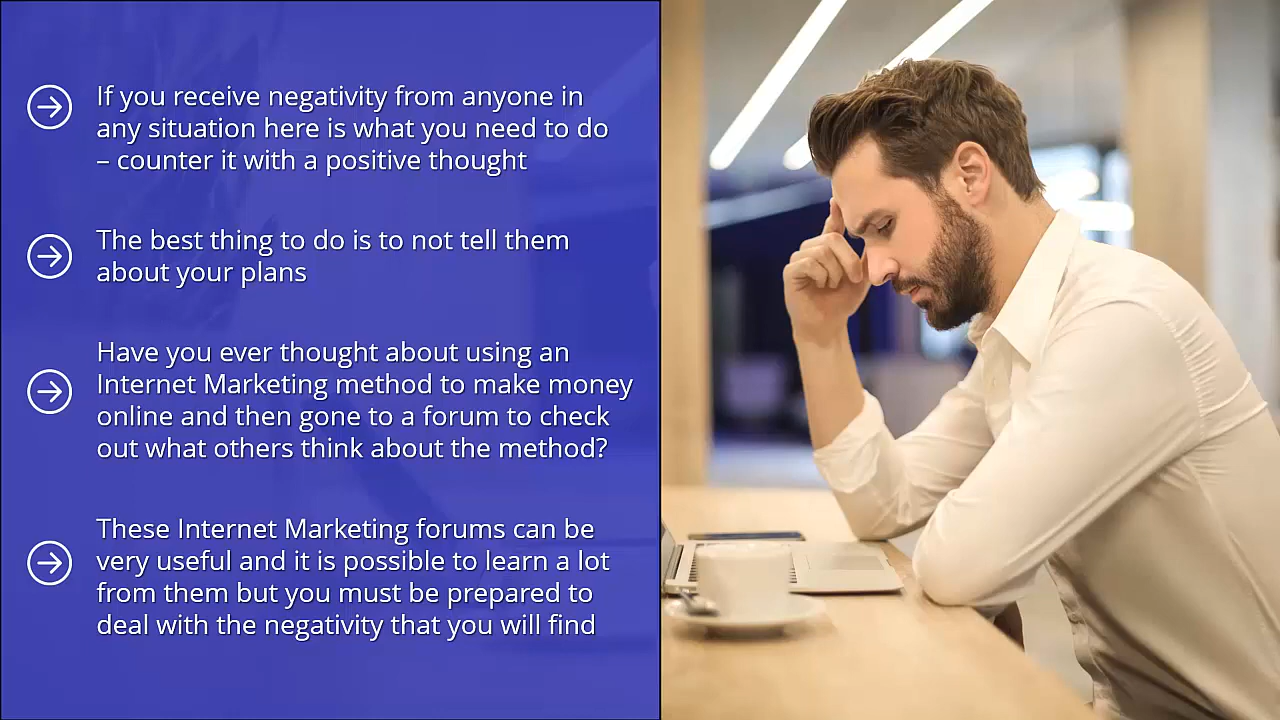 If you receive negativity from anyone in
any situation here is what you need to do
– counter it with a positive thought
The best thing to do is to not tell them
about your plans
Have you ever thought about using an
Internet Marketing method to make money
online and then gone to a forum to check
out what others think about the method?
These Internet Marketing forums can be
very useful and it is possible to learn a lot
from them but you must be prepared to
deal with the negativity that you will find